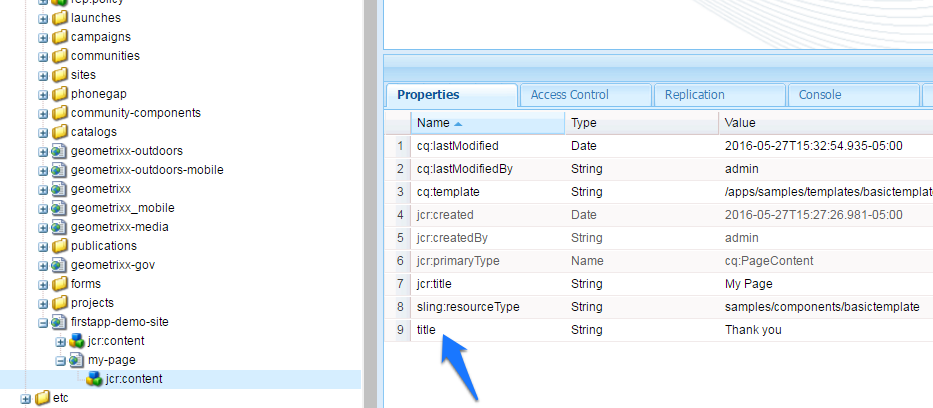 rep:policy
launches
campaigns
communities
sites
phonegap
community-components
catalogs
geometrixx-outdoors
geometrixx-outdoors-mobile
geometrixx
geometrixx_mobile
geometrixx-media
publications
geometrixx-gov
forms
projects
firstapp-demo-site
jcr:content
my-page
jcr:content
etc
Properties Access Control Replication Console
Name Type Value
1 cq:lastModified Date 2016-05-27T15:32:54.935-05:00
2 cq:lastModifiedBy String admin
3 cq:template String /apps/samples/templates/basictemplate
4 jcr:created Date 2016-05-27T15:27:26.981-05:00
5 jcr:createdBy String admin
6 jcr:primaryType Name cq:PageContent
7 jcr:title String My Page
8 sling:resourceType String samples/components/basictemplate
9 title String Thank you